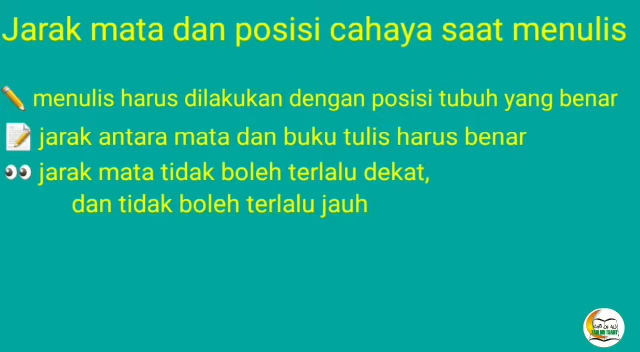 Jarak mata dan posisi cahaya saat menulis
✏️ menulis harus dilakukan dengan posisi tubuh yang benar
📝 jarak antara mata dan buku tulis harus benar
👀 jarak mata tidak boleh terlalu dekat,
dan tidak boleh terlalu jauh